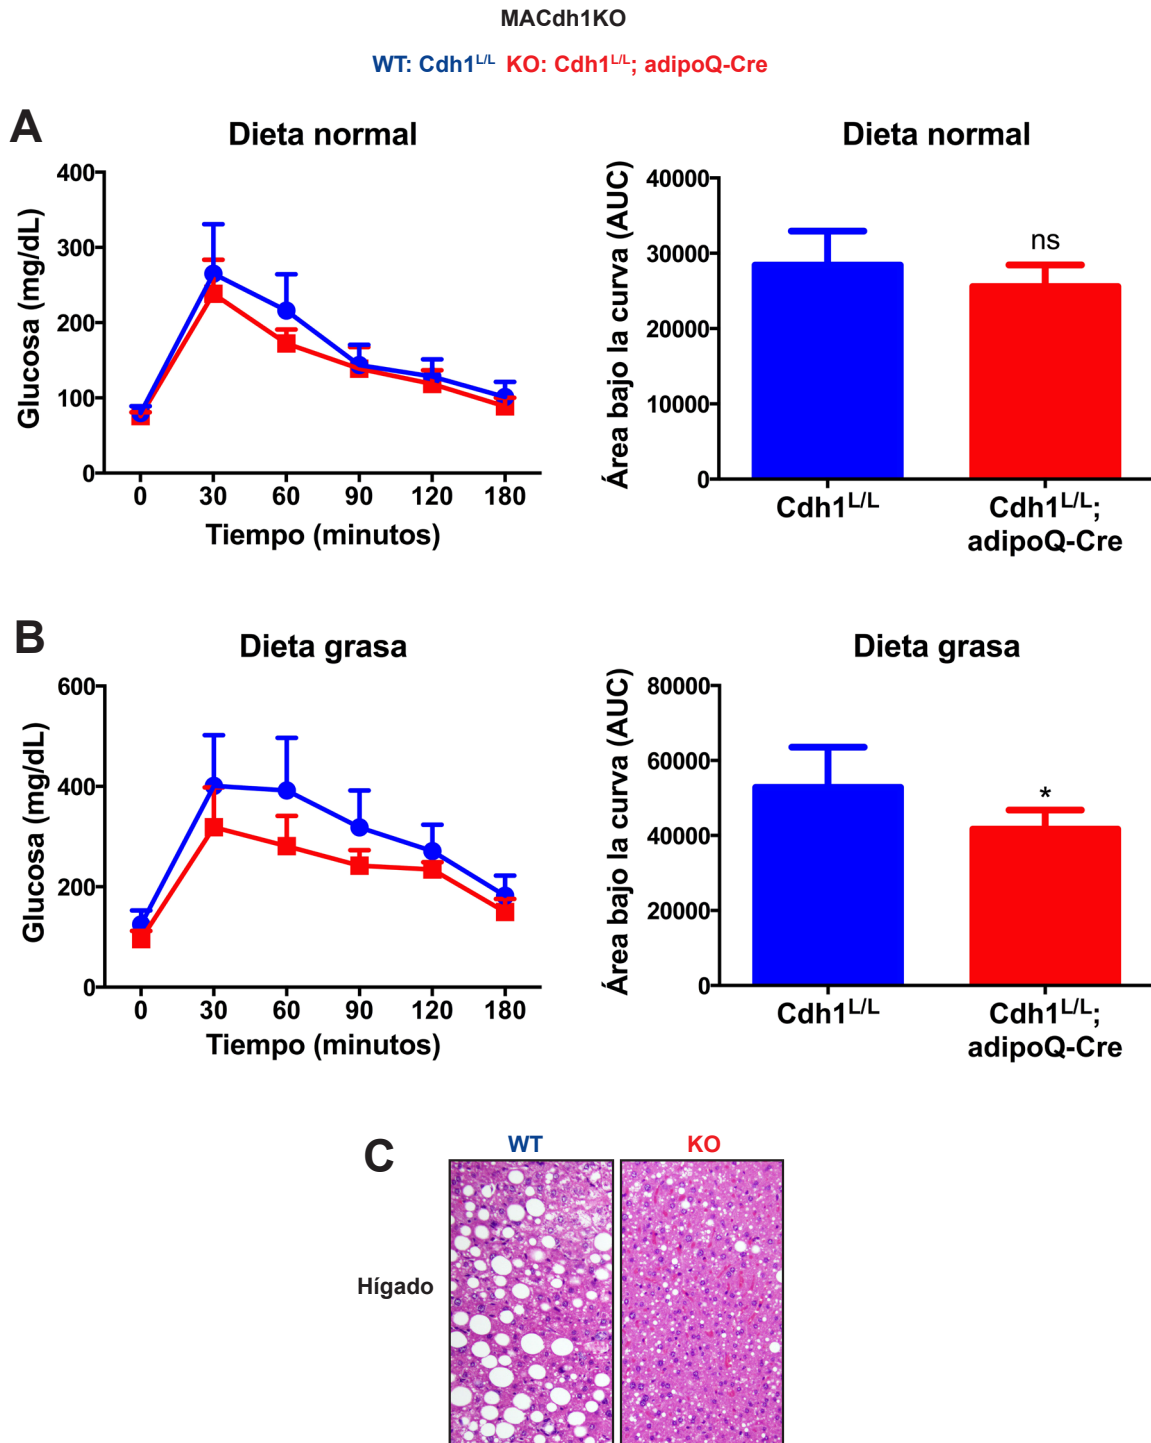 MACdh1KO
WT: Cdh1L/L KO: Cdh1L/L; adipoQ-Cre
A
Dieta normal
Glucosa (mg/dL)
400
300
200
100
0
0 30 60 90 120 180
Tiempo (minutos)
Dieta normal
Área bajo la curva (AUC)
40000
30000
20000
10000
0
ns
Cdh1L/L
Cdh1L/L;
adipoQ-Cre
B
Dieta grasa
Glucosa (mg/dL)
600
400
200
0
0 30 60 90 120 180
Tiempo (minutos)
Dieta grasa
Área bajo la curva (AUC)
80000
60000
40000
20000
0
*
Cdh1L/L
Cdh1L/L;
adipoQ-Cre
C
WT KO
Hígado